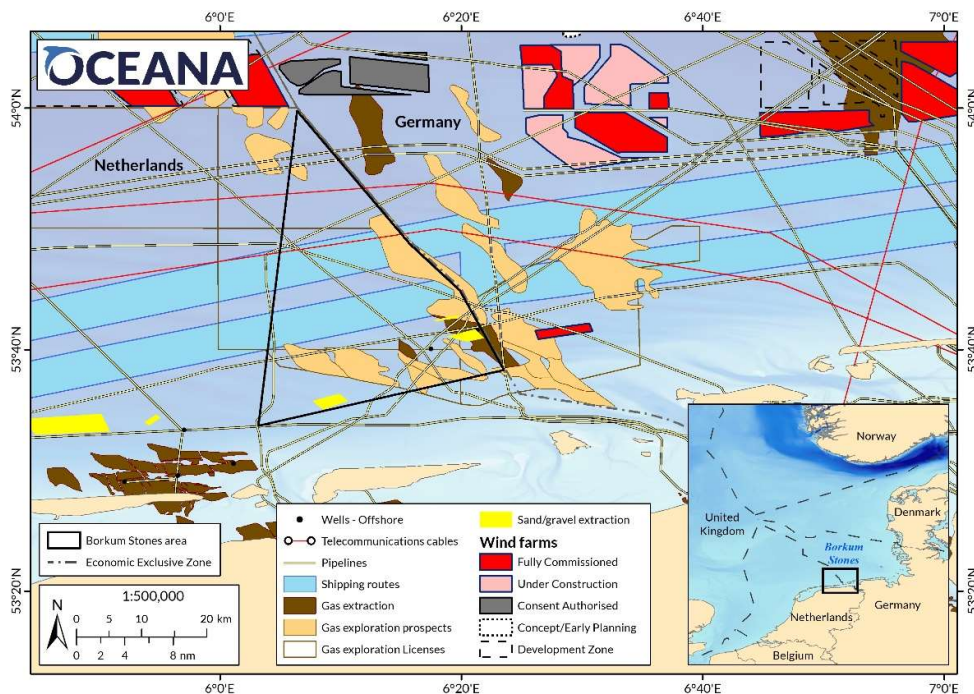 6°0'E 6°20'E 6°40'E 7°0'E
OCEANA
54°0'N 54°0'N
Germany
Netherlands
53°40'N 53°40'N
Norway
United Kingdom
Denmark
Borkum Stones
Netherlands
Germany
Belgium
Borkum Stones area
Economic Exclusive Zone
N
1:500,000
0 5 10 20 km
0 2 4 8 nm
Wells - Offshore
Telecommunications cables
Pipelines
Shipping routes
Gas extraction
Gas exploration prospects
Gas exploration Licenses
Sand/gravel extraction
Wind farms
Fully Commissioned
Under Construction
Consent Authorised
Concept/Early Planning
Development Zone
53°20'N 53°20'N
6°0'E 6°20'E 6°40'E 7°0'E